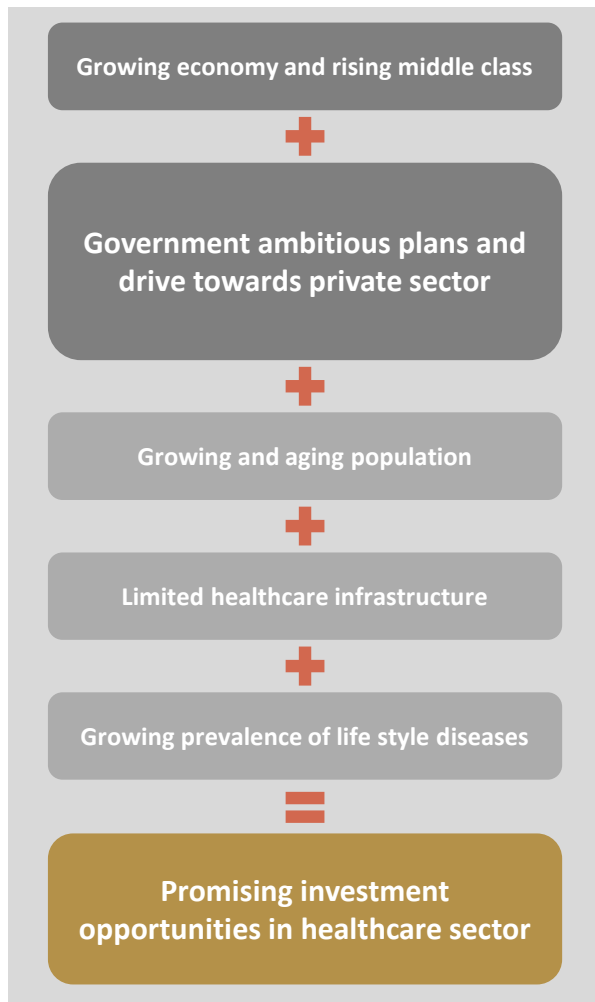 Growing economy and rising middle class
+
Government ambitious plans and
drive towards private sector
+
Growing and aging population
+
Limited healthcare infrastructure
+
Growing prevalence of life style diseases
=
Promising investment
opportunities in healthcare sector